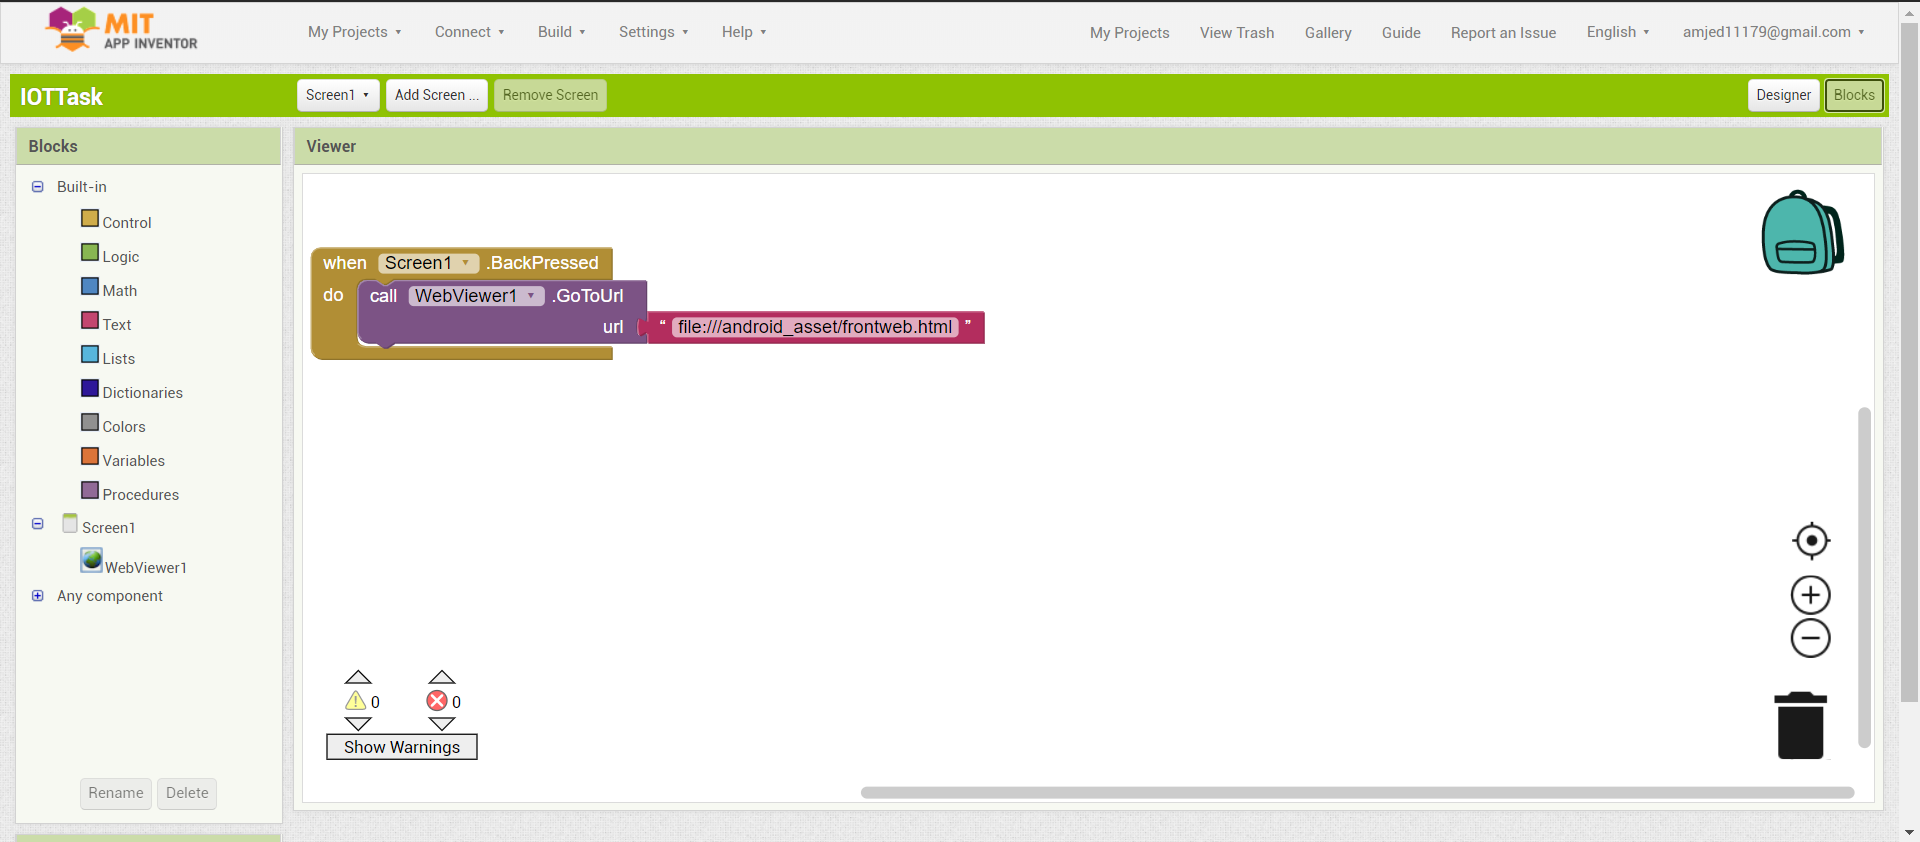 MIT
APP INVENTOR
My Projects Connect Build Settings Help My Projects View Trash Gallery Guide Report an Issue English amjed11179@gmail.com
IOTTask Screen1 Add Screen ... Remove Screen Designer Blocks
Blocks
Built-in
Control
Logic
Math
Text
Lists
Dictionaries
Colors
Variables
Procedures
Screen1
WebViewer1
Any component
Rename Delete
Viewer
when Screen1 .BackPressed
do call WebViewer1 .GoToUrl
url “ file:///android_asset/frontweb.html ”
0 0
Show Warnings